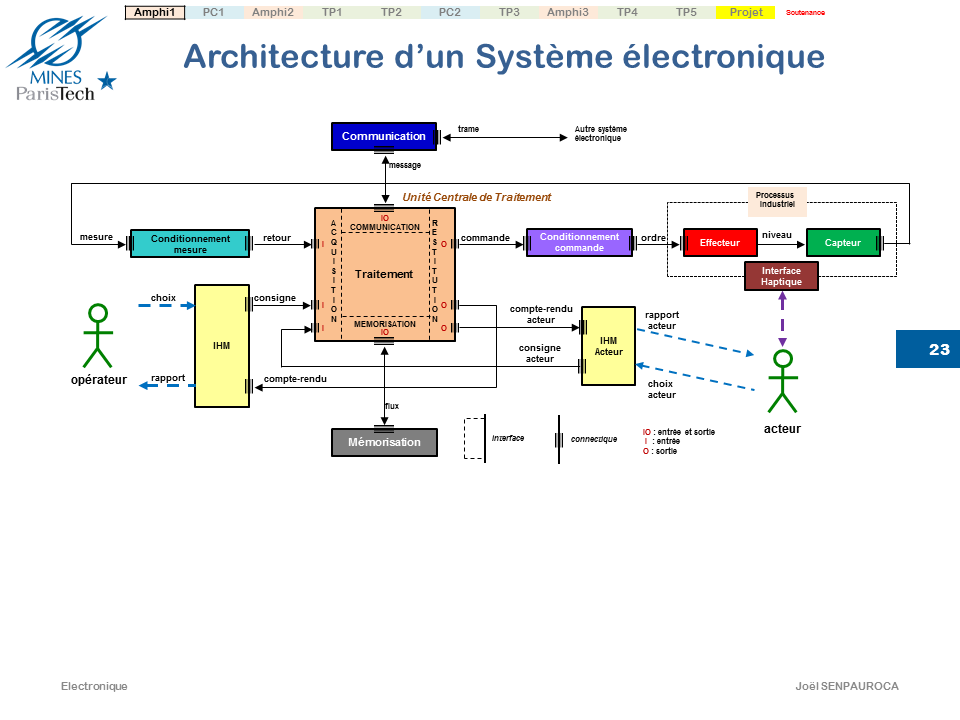 Amphi1 PC1 Amphi2 TP1 TP2 PC2 TP3 Amphi3 TP4 TP5 Projet Soutenance
MINES
ParisTech
Architecture d’un Système électronique
Communication
trame
Autre système
électronique
message
Unité Centrale de Traitement
Processus
Industriel
mesure
Conditionnement
mesure
retour
I
ACQUISITION
IO
COMMUNICATION
RESTITUTION
O
commande
Conditionnement
commande
ordre
Effecteur
niveau
Capteur
Traitement
Interface
Haptique
choix
consigne
I
I
MEMORISATION
IO
O
O
compte-rendu
acteur
IHM
IHM
Acteur
rapport
acteur
consigne
acteur
23
opérateur
rapport
compte-rendu
choix
acteur
flux
acteur
Mémorisation
interface
connectique
IO : entrée et sortie
I : entrée
O : sortie
Electronique
Joël SENPAUROCA